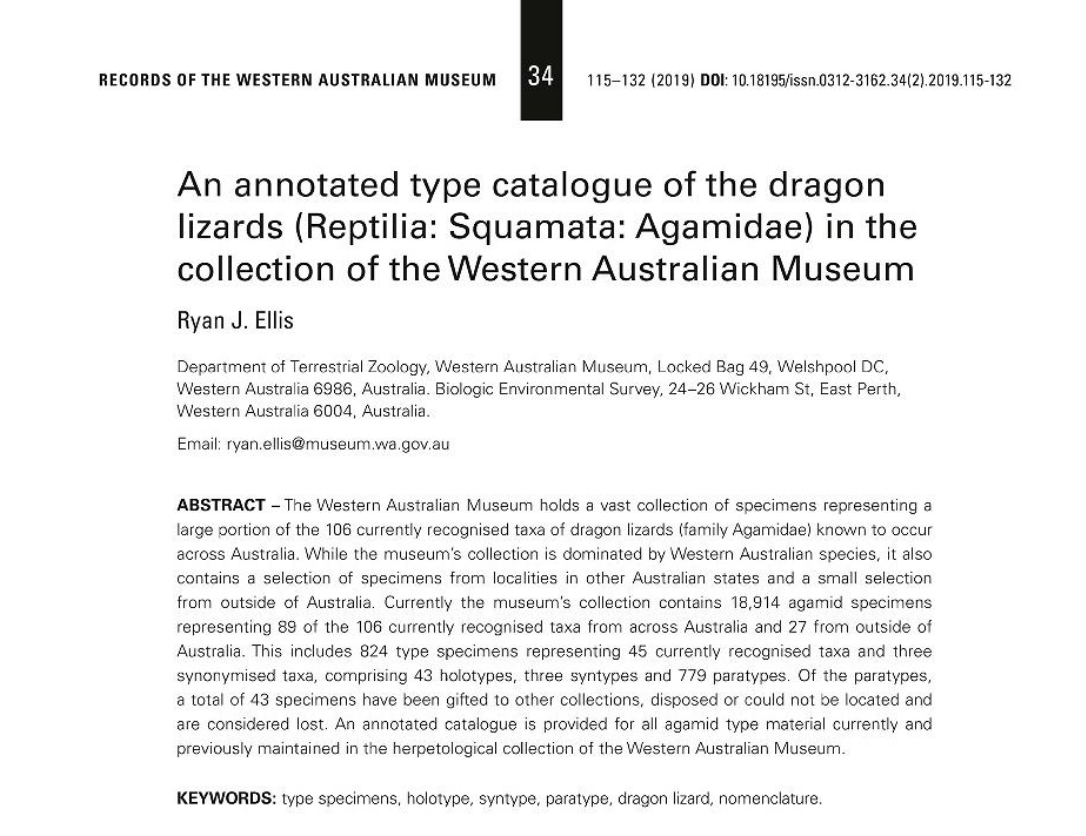 RECORDS OF THE WESTERN AUSTRALIAN MUSEUM 34 115–132 (2019) DOI: 10.18195/issn.0312-3162.34(2).2019.115-132
An annotated type catalogue of the dragon
lizards (Reptilia: Squamata: Agamidae) in the
collection of the Western Australian Museum
Ryan J. Ellis
Department of Terrestrial Zoology, Western Australian Museum, Locked Bag 49, Welshpool DC,
Western Australia 6986, Australia. Biologic Environmental Survey, 24–26 Wickham St, East Perth,
Western Australia 6004, Australia.
Email: ryan.ellis@museum.wa.gov.au
ABSTRACT – The Western Australian Museum holds a vast collection of specimens representing a
large portion of the 106 currently recognised taxa of dragon lizards (family Agamidae) known to occur
across Australia. While the museum's collection is dominated by Western Australian species, it also
contains a selection of specimens from localities in other Australian states and a small selection
from outside of Australia. Currently the museum's collection contains 18,914 agamid specimens
representing 89 of the 106 currently recognised taxa from across Australia and 27 from outside of
Australia. This includes 824 type specimens representing 45 currently recognised taxa and three
synonymised taxa, comprising 43 holotypes, three syntypes and 779 paratypes. Of the paratypes,
a total of 43 specimens have been gifted to other collections, disposed or could not be located and
are considered lost. An annotated catalogue is provided for all agamid type material currently and
previously maintained in the herpetological collection of the Western Australian Museum.
KEYWORDS: type specimens, holotype, syntype, paratype, dragon lizard, nomenclature.